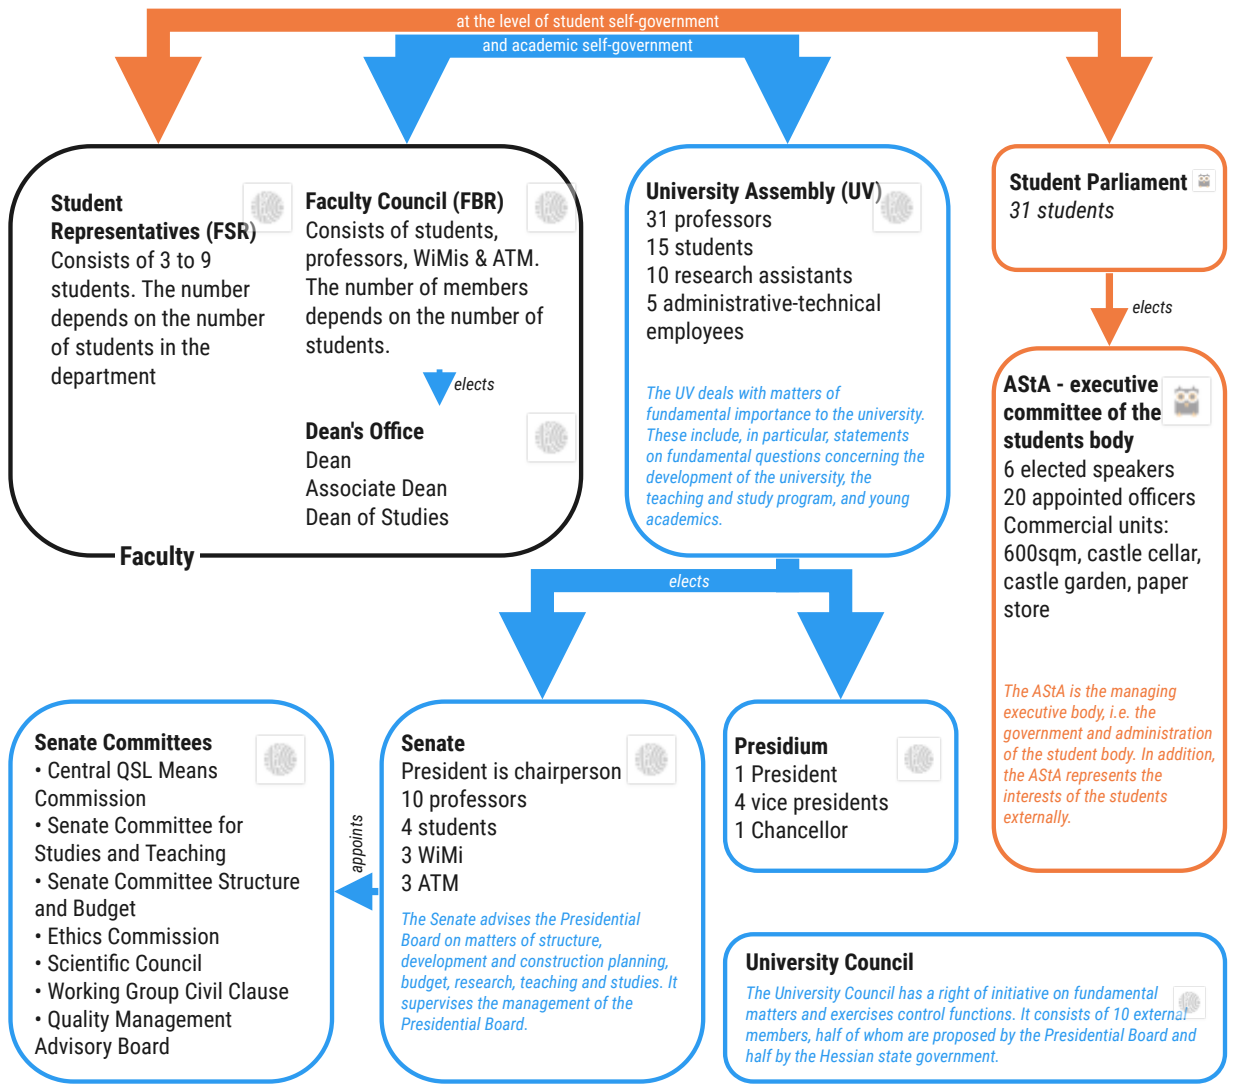 at the level of student self-government
and academic self-government
Student
Representatives (FSR)
Consists of 3 to 9
students. The number
depends on the number
of students in the
department
Faculty Council (FBR)
Consists of students,
professors, WiMis & ATM.
The number of members
depends on the number of
students.
elects
Dean's Office
Dean
Associate Dean
Dean of Studies
Faculty
University Assembly (UV)
31 professors
15 students
10 research assistants
5 administrative-technical
employees
The UV deals with matters of
fundamental importance to the university.
These include, in particular, statements
on fundamental questions concerning the
development of the university, the
teaching and study program, and young
academics.
Student Parliament
31 students
elects
AStA - executive
committee of the
students body
6 elected speakers
20 appointed officers
Commercial units:
600sqm, castle cellar,
castle garden, paper
store
The AStA is the managing
executive body, i.e. the
government and administration
of the student body. In addition,
the AStA represents the
interests of the students
externally.
elects
Senate Committees
• Central QSL Means
Commission
• Senate Committee for
Studies and Teaching
• Senate Committee Structure
and Budget
• Ethics Commission
• Scientific Council
• Working Group Civil Clause
• Quality Management
Advisory Board
appoints
Senate
President is chairperson
10 professors
4 students
3 WiMi
3 ATM
The Senate advises the Presidential
Board on matters of structure,
development and construction planning,
budget, research, teaching and studies. It
supervises the management of the
Presidential Board.
Presidium
1 President
4 vice presidents
1 Chancellor
University Council
The University Council has a right of initiative on fundamental
matters and exercises control functions. It consists of 10 external
members, half of whom are proposed by the Presidential Board and
half by the Hessian state government.